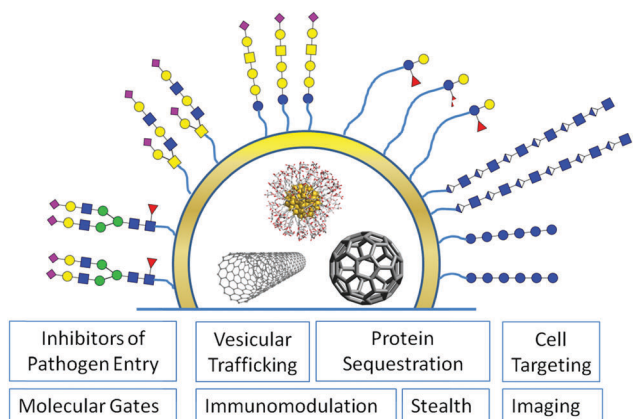 Inhibitors of
Pathogen Entry
Vesicular
Trafficking
Protein
Sequestration
Cell
Targeting
Molecular Gates
Immunomodulation
Stealth
Imaging